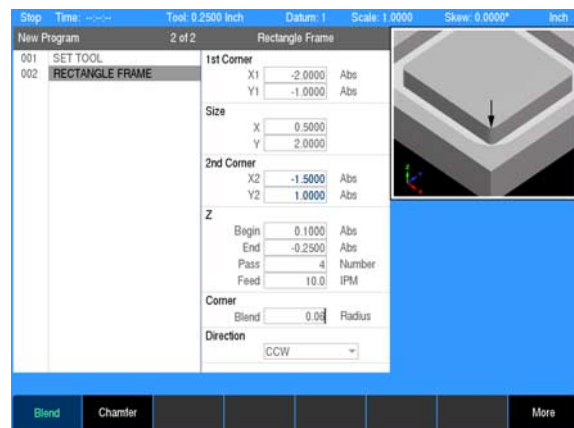 Stop Time: --:--:-- Tool: 0.2500 Inch Datum: 1 Scale: 1.0000 Skew: 0.0000° Inch
New Program 2 of 2 Rectangle Frame
001 SET TOOL
002 RECTANGLE FRAME
1st Corner
X1 -2.0000 Abs
Y1 -1.0000 Abs
Size
X 0.5000
Y 2.0000
2nd Corner
X2 -1.5000 Abs
Y2 1.0000 Abs
Z
Begin 0.1000 Abs
End -0.2500 Abs
Pass 4 Number
Feed 10.0 IPM
Corner
Blend 0.06 Radius
Direction
CCW
Blend Chamfer More